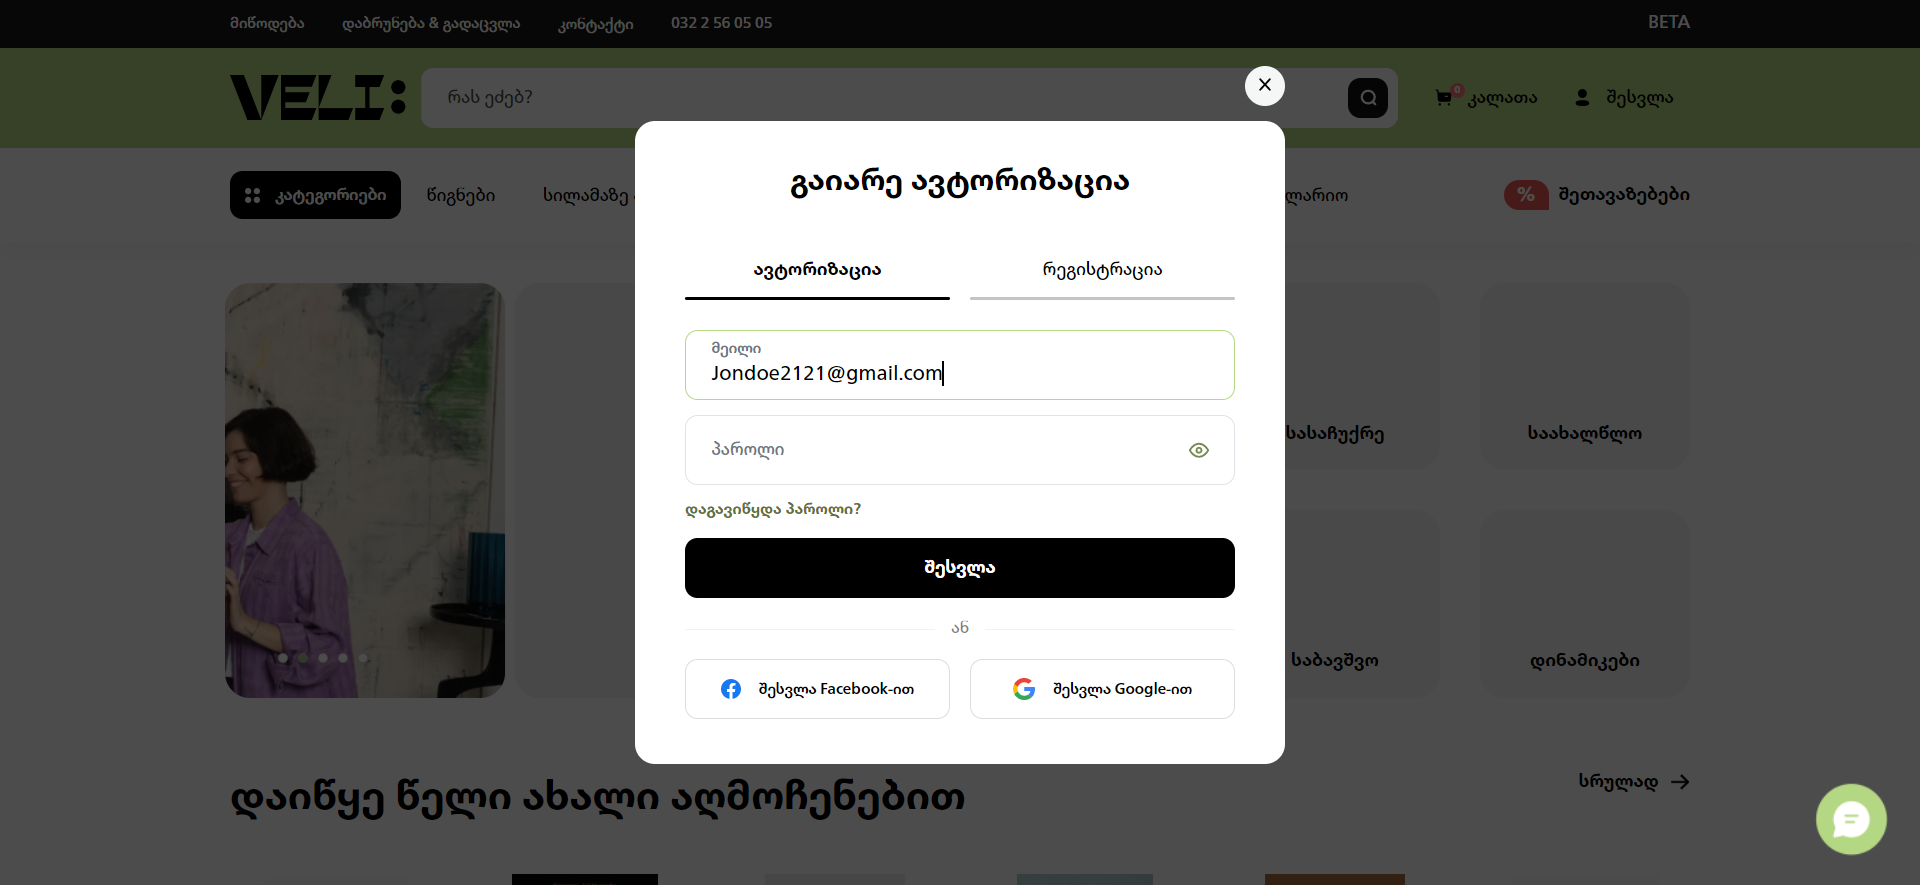 მიწოდება
დაბრუნება & გადაცვლა
კონტაქტი
032 2 56 05 05
BETA
VELI:
რას ეძებ?
0
კალათა
შესვლა
კატეგორიები
წიგნები
სილამაზე
ლარიო
%
შეთავაზებები
გაიარე ავტორიზაცია
ავტორიზაცია
რეგისტრაცია
მეილი
Jondoe2121@gmail.com
პაროლი
დაგავიწყდა პაროლი?
შესვლა
ან
შესვლა Facebook-ით
შესვლა Google-ით
სასაჩუქრე
საახალწლო
საბავშვო
დინამიკები
დაიწყე წელი ახალი აღმოჩენებით
სრულად